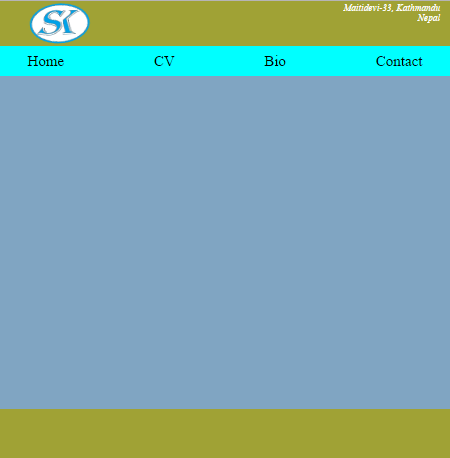 SK
Maitidevi-33, Kathmandu
Nepal
Home CV Bio Contact